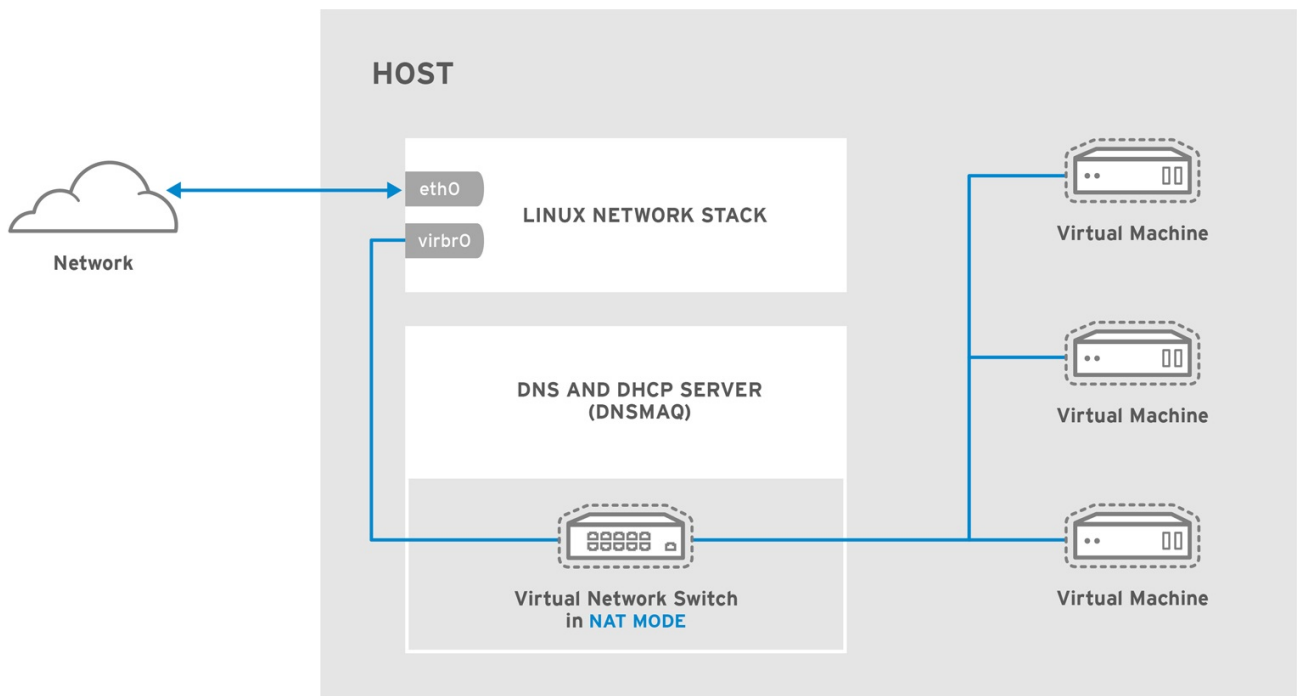 HOST
eth0
LINUX NETWORK STACK
virbr0
Network
Virtual Machine
DNS AND DHCP SERVER
(DNSMAQ)
Virtual Machine
Virtual Network Switch
in NAT MODE
Virtual Machine